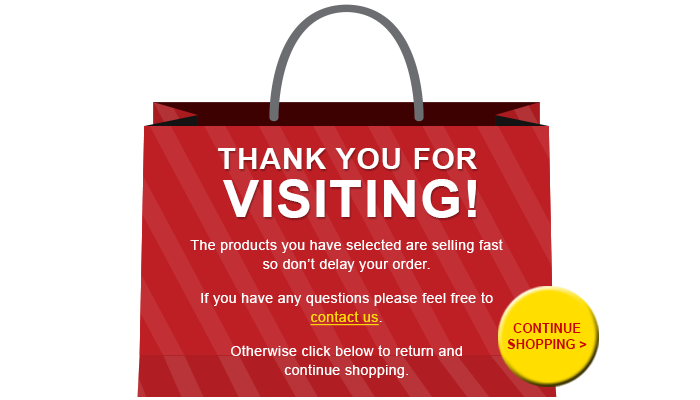 THANK YOU FOR
VISITING!
The products you have selected are selling fast
so don’t delay your order.
If you have any questions please feel free to
contact us.
Otherwise click below to return and
continue shopping.
CONTINUE
SHOPPING >